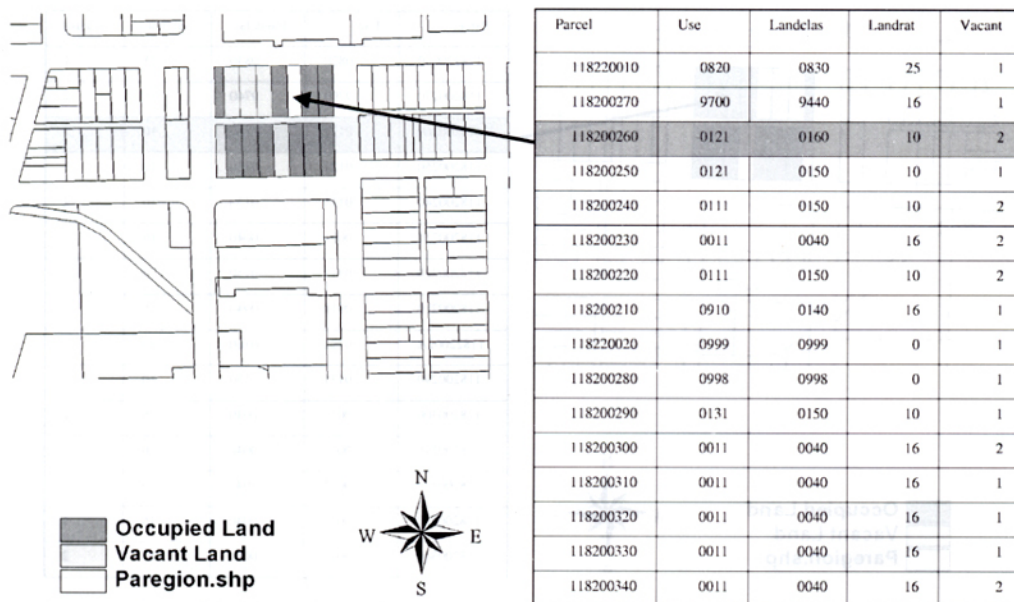 Parcel Use Landclas Landrat Vacant
118220010 0820 0830 25 1
118200270 9700 9440 16 1
118200260 0121 0160 10 2
118200250 0121 0150 10 1
118200240 0111 0150 10 2
118200230 0011 0040 16 2
118200220 0111 0150 10 2
118200210 0910 0140 16 1
118220020 0999 0999 0 1
118200280 0998 0998 0 1
118200290 0131 0150 10 1
118200300 0011 0040 16 2
118200310 0011 0040 16 1
118200320 0011 0040 16 1
118200330 0011 0040 16 1
118200340 0011 0040 16 2
N
W E
S
Occupied Land
Vacant Land
Paregion.shp